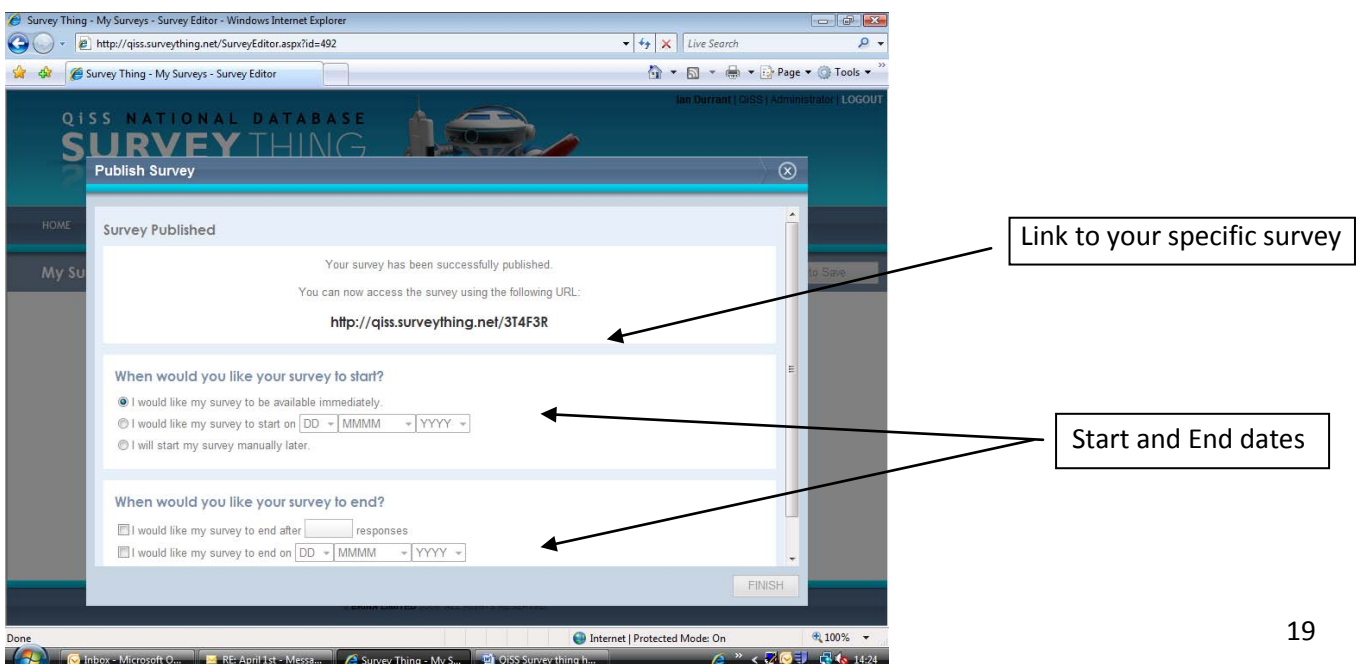 Survey Thing - My Surveys - Survey Editor - Windows Internet Explorer
http://qiss.surveything.net/SurveyEditor.aspx?id=492
Live Search
Survey Thing - My Surveys - Survey Editor
Page
Tools
Ian Durrant | QiSS | Administrator | LOGOUT
QiSS NATIONAL DATABASE
SURVEY THING
Publish Survey
HOME
Survey Published
My Su
to Save
Your survey has been successfully published.
You can now access the survey using the following URL:
http://qiss.surveything.net/3T4F3R
Link to your specific survey
When would you like your survey to start?
I would like my survey to be available immediately.
I would like my survey to start on DD MMMM YYYY
I will start my survey manually later.
Start and End dates
When would you like your survey to end?
I would like my survey to end after responses
I would like my survey to end on DD MMMM YYYY
FINISH
Done
Internet | Protected Mode: On
100%
Inbox - Microsoft O...
RE: April 1st - Messa...
Survey Thing - My S...
QiSS Survey thing h...
14:24
19